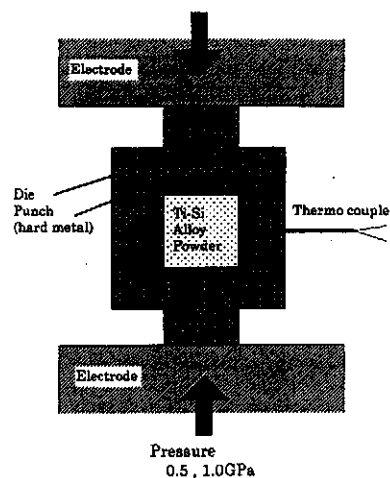 Electrode
Die
Punch
(hard metal)
Ti-Si
Alloy
Powder
Thermo couple
Electrode
Pressure
0.5 , 1.0GPa